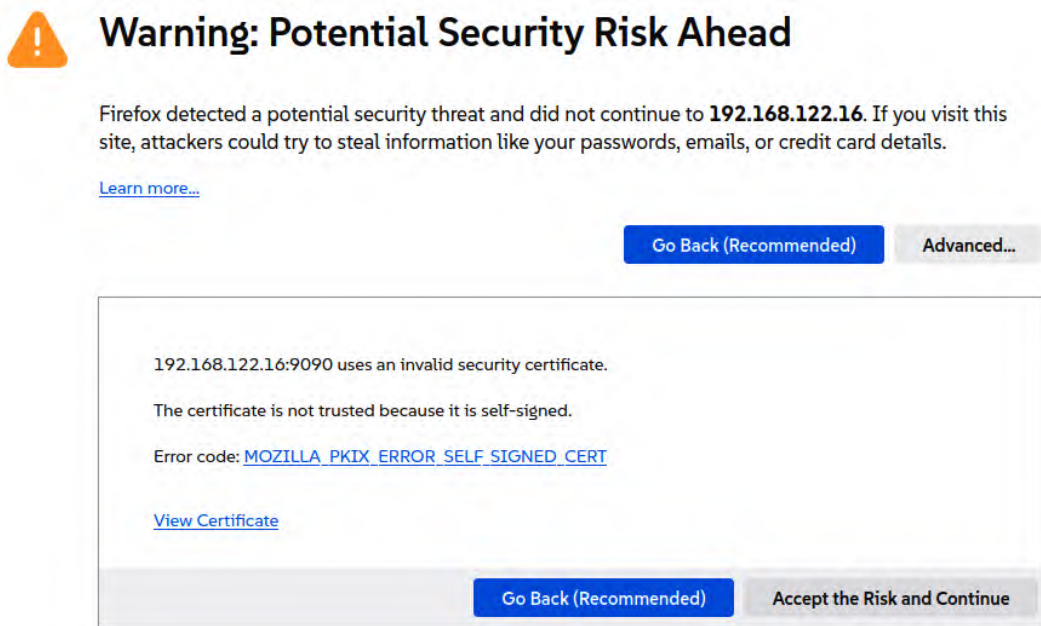 Warning: Potential Security Risk Ahead
Firefox detected a potential security threat and did not continue to 192.168.122.16. If you visit this
site, attackers could try to steal information like your passwords, emails, or credit card details.
Learn more...
Go Back (Recommended)
Advanced...
192.168.122.16:9090 uses an invalid security certificate.
The certificate is not trusted because it is self-signed.
Error code: MOZILLA_PKIX_ERROR_SELF_SIGNED_CERT
View Certificate
Go Back (Recommended)
Accept the Risk and Continue